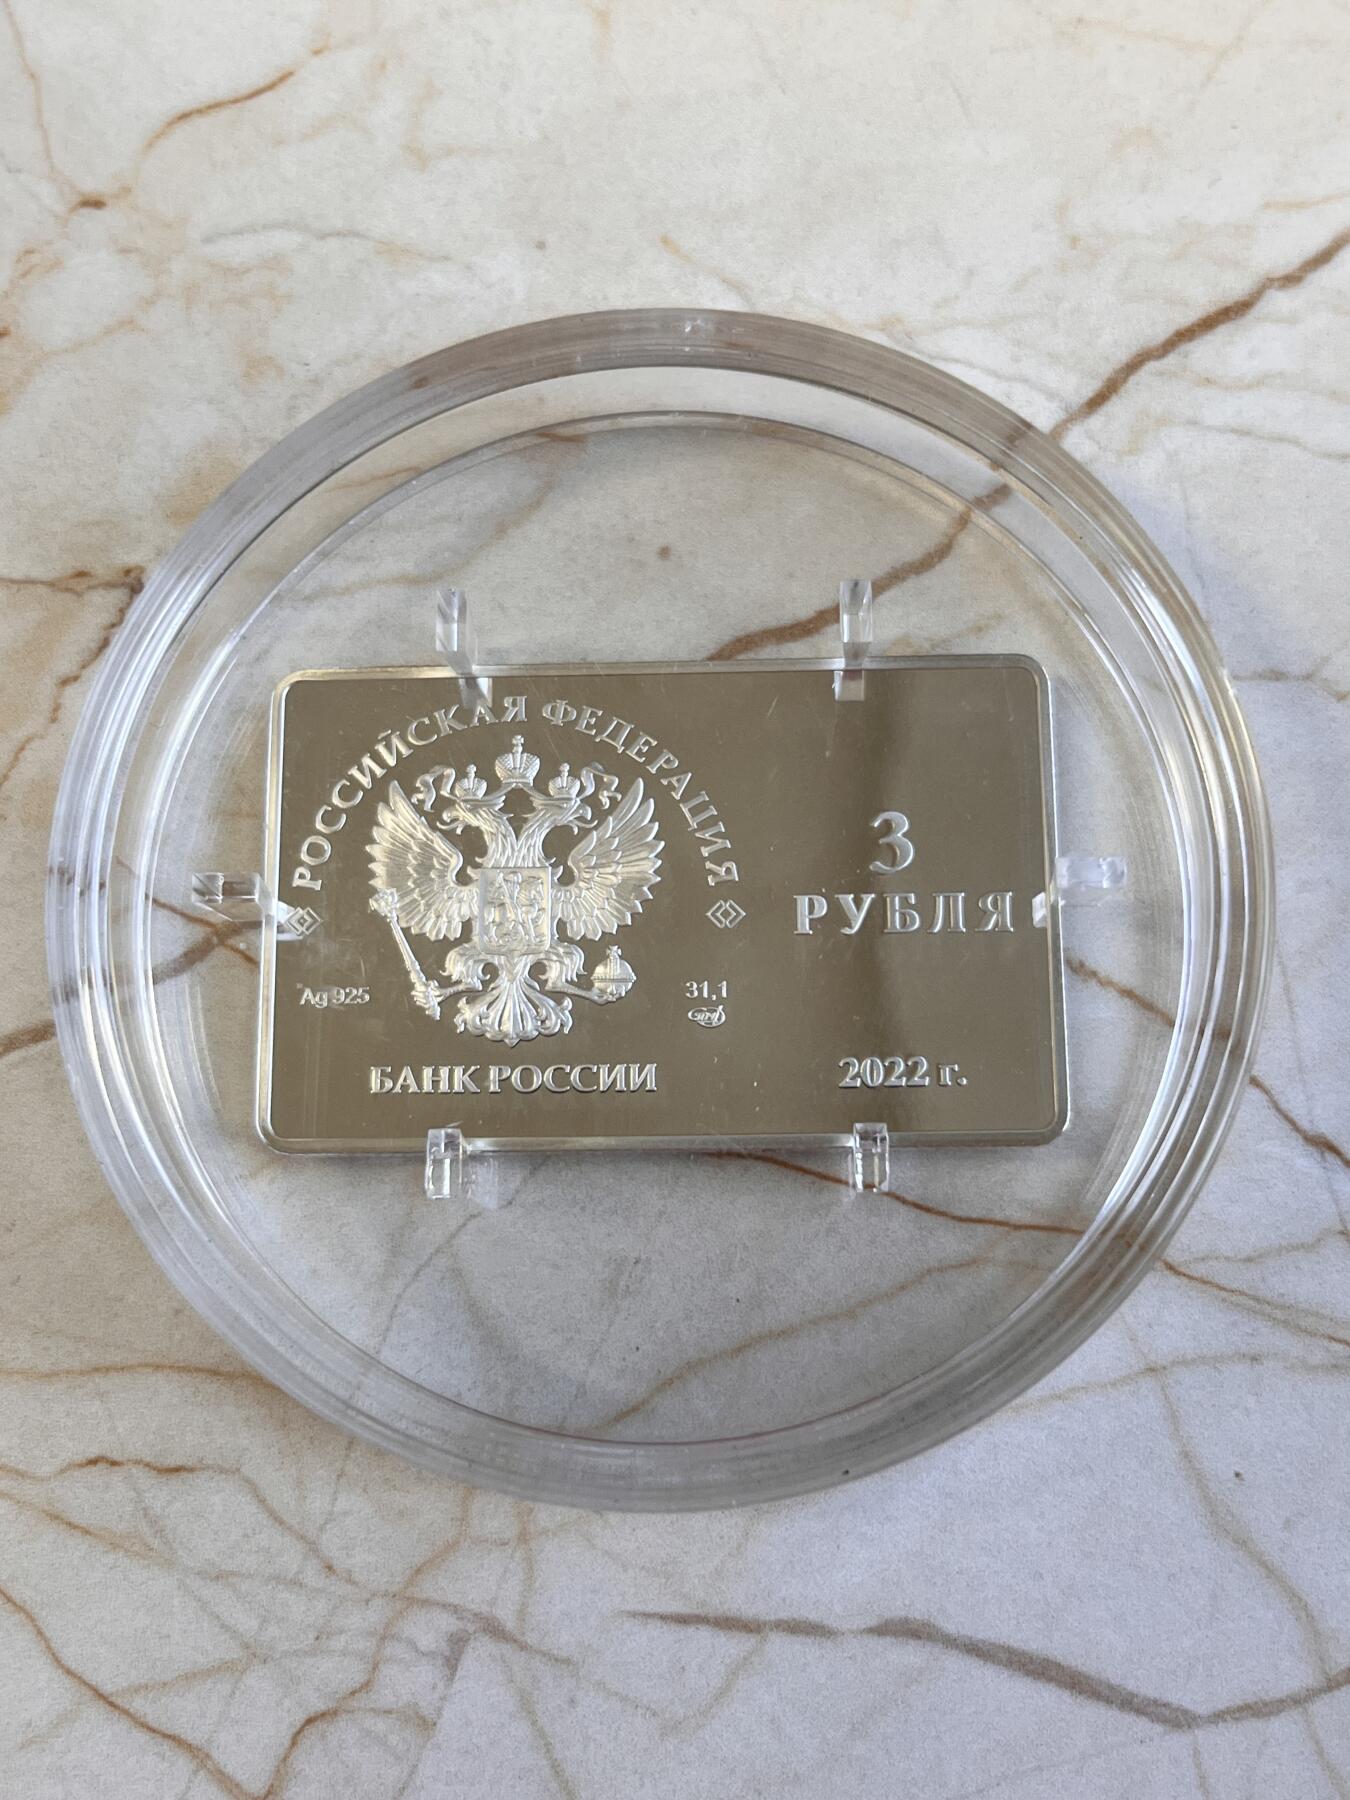 РОССИЙСКАЯ ФЕДЕРАЦИЯ
3
РУБЛЯ
Ag 925
31,1
БАНК РОССИИ
2022 г.